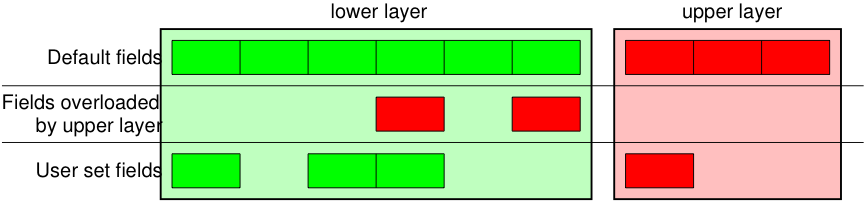 lower layer
upper layer
Default fields
Fields overloaded
by upper layer
User set fields